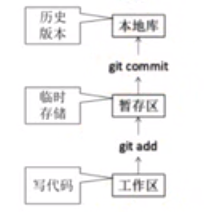 历史
版本
本地库
git commit
临时
存储
暂存区
git add
写代码
工作区